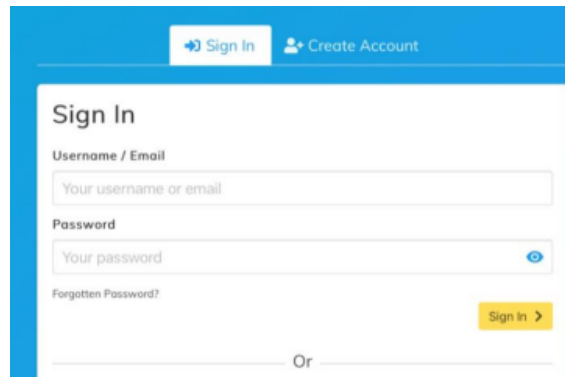 Sign In Create Account
Sign In
Username / Email
Your username or email
Password
Your password
Forgotten Password?
Sign In
Or